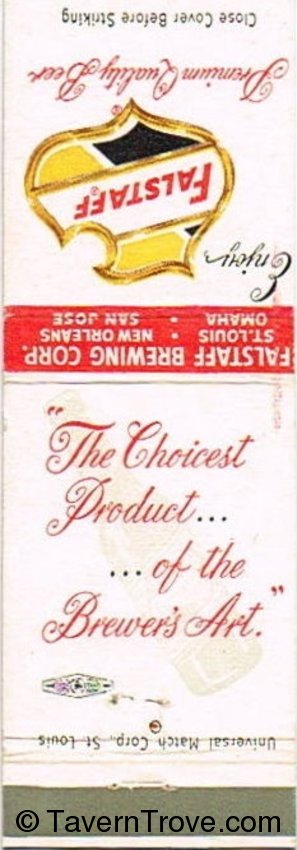 Close Cover Before Striking
Premium Quality Beer
FALSTAFF
Enjoy
FALSTAFF BREWING CORP.
ST. LOUIS • NEW ORLEANS
OMAHA • SAN JOSE
"The Choicest
Product...
... of the
Brewer's Art."
Universal Match Corp., St. Louis
© TavernTrove.com